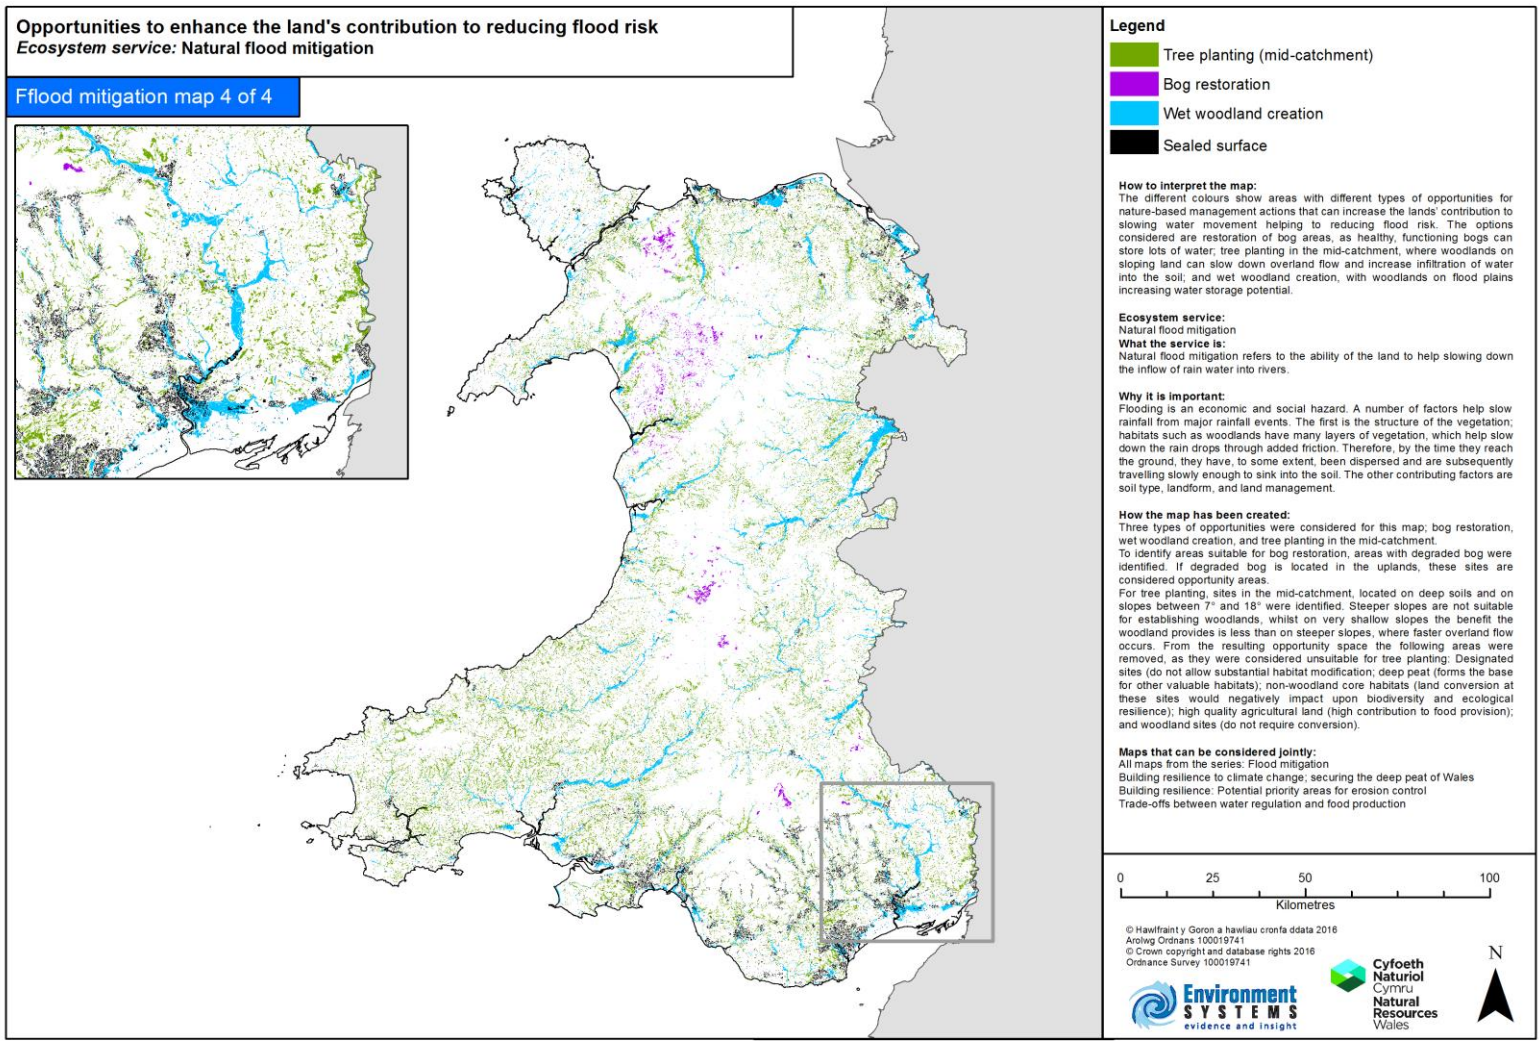 Opportunities to enhance the land's contribution to reducing flood risk
Ecosystem service: Natural flood mitigation
Fflood mitigation map 4 of 4
Legend
Tree planting (mid-catchment)
Bog restoration
Wet woodland creation
Sealed surface
How to interpret the map:
The different colours show areas with different types of opportunities for
nature-based management actions that can increase the lands' contribution to
slowing water movement helping to reducing flood risk. The options
considered are restoration of bog areas, as healthy, functioning bogs can
store lots of water; tree planting in the mid-catchment, where woodlands on
sloping land can slow down overland flow and increase infiltration of water
into the soil; and wet woodland creation, with woodlands on flood plains
increasing water storage potential.
Ecosystem service:
Natural flood mitigation
What the service is:
Natural flood mitigation refers to the ability of the land to help slowing down
the inflow of rain water into rivers.
Why it is important:
Flooding is an economic and social hazard. A number of factors help slow
rainfall from major rainfall events. The first is the structure of the vegetation;
habitats such as woodlands have many layers of vegetation, which help slow
down the rain drops through added friction. Therefore, by the time they reach
the ground, they have, to some extent, been dispersed and are subsequently
travelling slowly enough to sink into the soil. The other contributing factors are
soil type, landform, and land management.
How the map has been created:
Three types of opportunities were considered for this map; bog restoration,
wet woodland creation, and tree planting in the mid-catchment.
To identify areas suitable for bog restoration, areas with degraded bog were
identified. If degraded bog is located in the uplands, these sites are
considered opportunity areas.
For tree planting, sites in the mid-catchment, located on deep soils and on
slopes between 7° and 18° were identified. Steeper slopes are not suitable
for establishing woodlands, whilst on very shallow slopes the benefit the
woodland provides is less than on steeper slopes, where faster overland flow
occurs. From the resulting opportunity space the following areas were
removed, as they were considered unsuitable for tree planting: Designated
sites (do not allow substantial habitat modification; deep peat (forms the base
for other valuable habitats); non-woodland core habitats (land conversion at
these sites would negatively impact upon biodiversity and ecological
resilience); high quality agricultural land (high contribution to food provision);
and woodland sites (do not require conversion).
Maps that can be considered jointly:
All maps from the series: Flood mitigation
Building resilience to climate change; securing the deep peat of Wales
Building resilience: Potential priority areas for erosion control
Trade-offs between water regulation and food production
0 25 50 100
Kilometres
© Hawlfraint y Goron a hawliau cronfa ddata 2016
Arolwg Ordnans 100019741
© Crown copyright and database rights 2016
Ordnance Survey 100019741
Environment
SYSTEMS
evidence and insight
Cyfoeth
Naturiol
Cymru
Natural
Resources
Wales
N